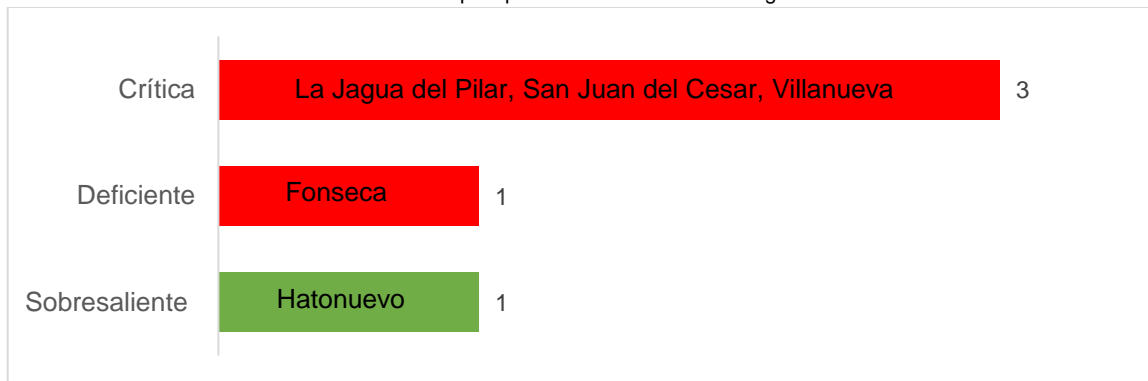 Crítica
La Jagua del Pilar, San Juan del Cesar, Villanueva
3
Deficiente
Fonseca
1
Sobresaliente
Hatonuevo
1